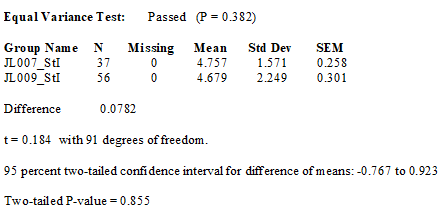 Equal Variance Test: Passed (P = 0.382)
Group Name N Missing Mean Std Dev SEM
JL007_StI 37 0 4.757 1.571 0.258
JL009_StI 56 0 4.679 2.249 0.301
Difference 0.0782
t = 0.184 with 91 degrees of freedom.
95 percent two-tailed confidence interval for difference of means: -0.767 to 0.923
Two-tailed P-value = 0.855